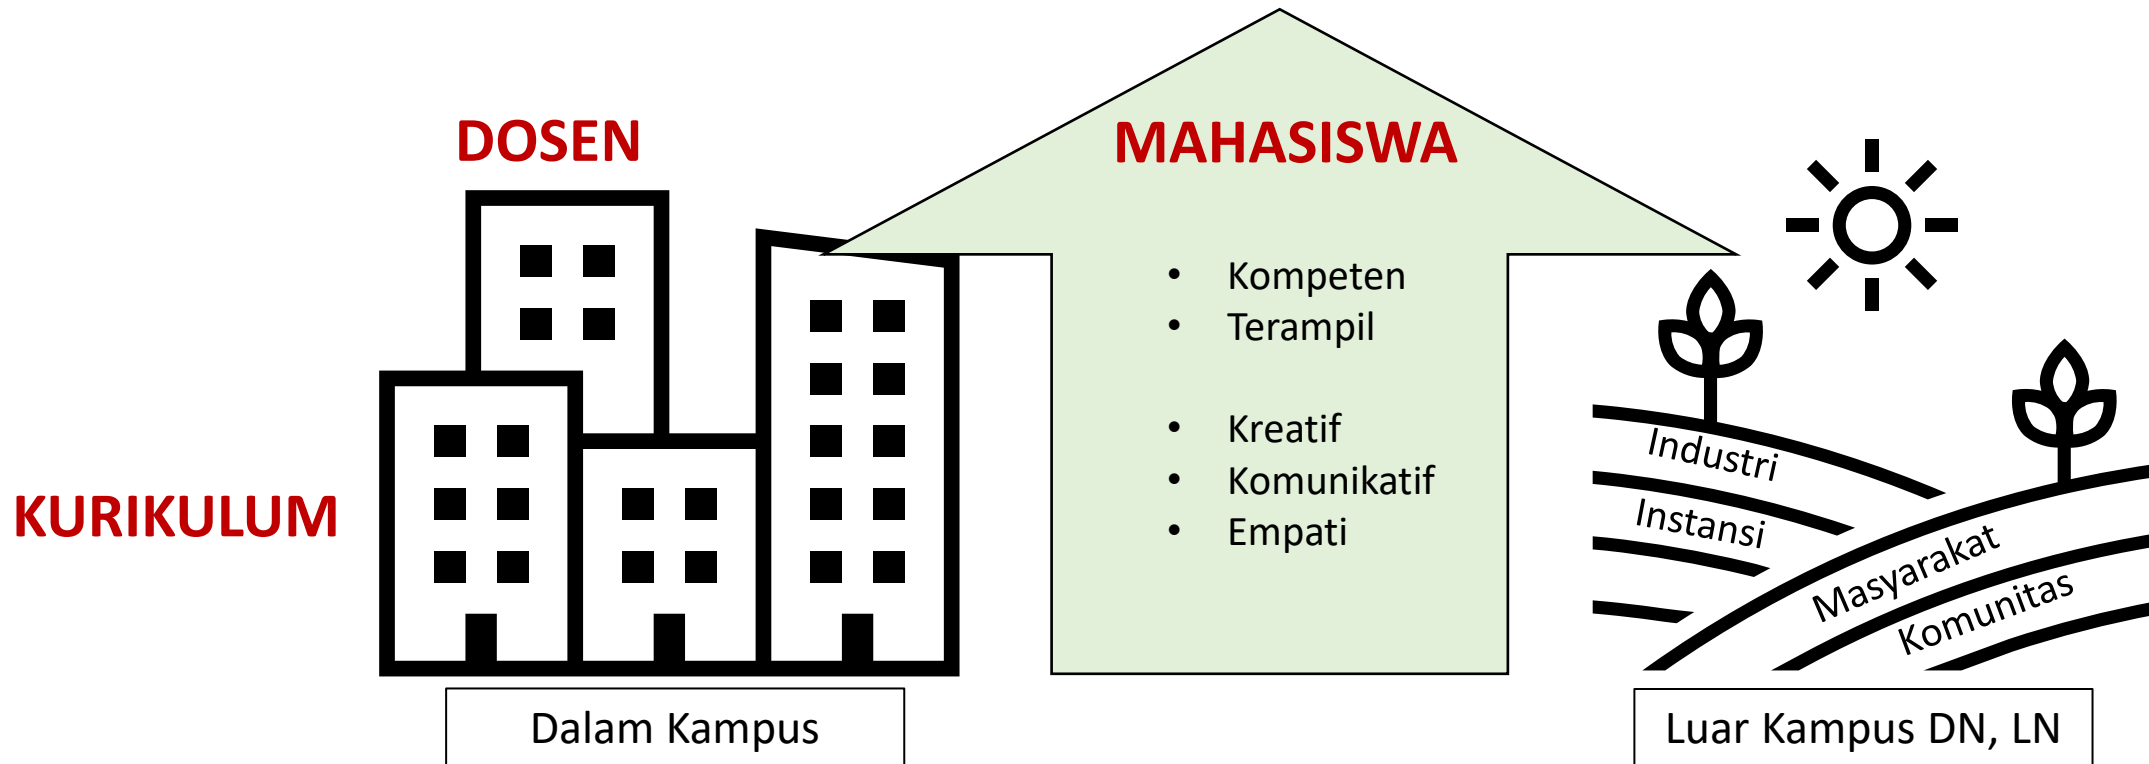 DOSEN
KURIKULUM
Dalam Kampus
MAHASISWA
• Kompeten
• Terampil
• Kreatif
• Komunikatif
• Empati
Industri
Instansi
Masyarakat
Komunitas
Luar Kampus DN, LN